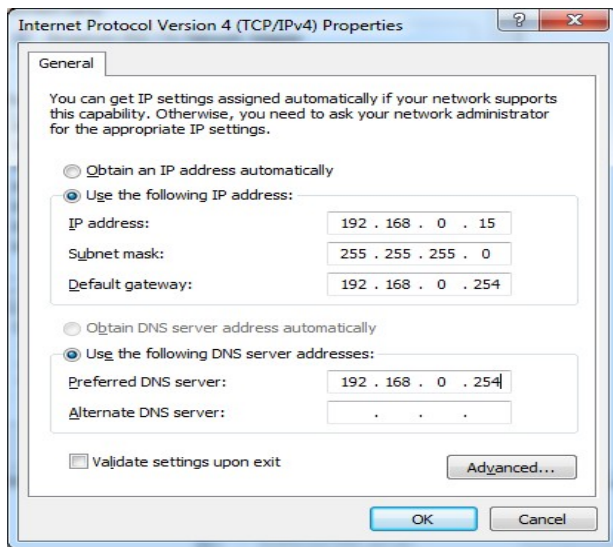 Internet Protocol Version 4 (TCP/IPv4) Properties
General
You can get IP settings assigned automatically if your network supports
this capability. Otherwise, you need to ask your network administrator
for the appropriate IP settings.
Obtain an IP address automatically
Use the following IP address:
IP address: 192 . 168 . 0 . 15
Subnet mask: 255 . 255 . 255 . 0
Default gateway: 192 . 168 . 0 . 254
Obtain DNS server address automatically
Use the following DNS server addresses:
Preferred DNS server: 192 . 168 . 0 . 254
Alternate DNS server: . . .
Validate settings upon exit
Advanced...
OK Cancel